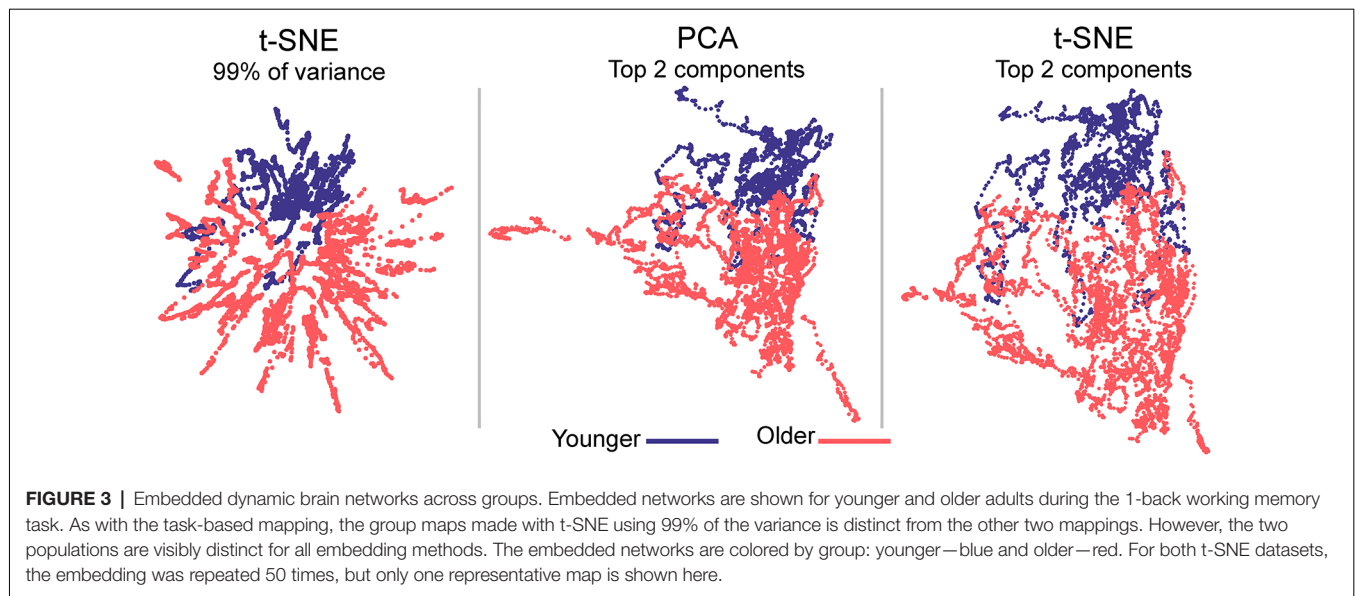 t-SNE
99% of variance
PCA
Top 2 components
t-SNE
Top 2 components
Younger
Older
FIGURE 3 | Embedded dynamic brain networks across groups. Embedded networks are shown for younger and older adults during the 1-back working memory
task. As with the task-based mapping, the group maps made with t-SNE using 99% of the variance is distinct from the other two mappings. However, the two
populations are visibly distinct for all embedding methods. The embedded networks are colored by group: younger—blue and older—red. For both t-SNE datasets,
the embedding was repeated 50 times, but only one representative map is shown here.